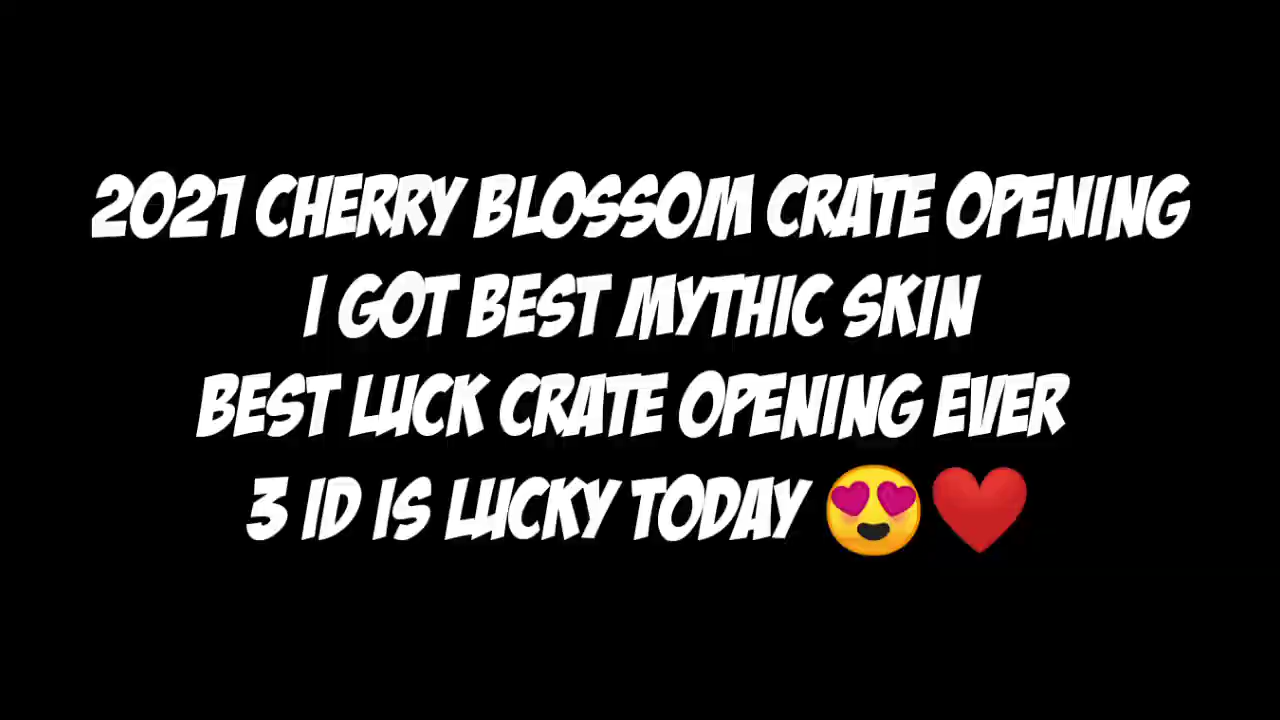 2021 CHERRY BLOSSOM CRATE OPENING
I GOT BEST MYTHIC SKIN
BEST LUCK CRATE OPENING EVER
3 ID IS LUCKY TODAY 😍❤️